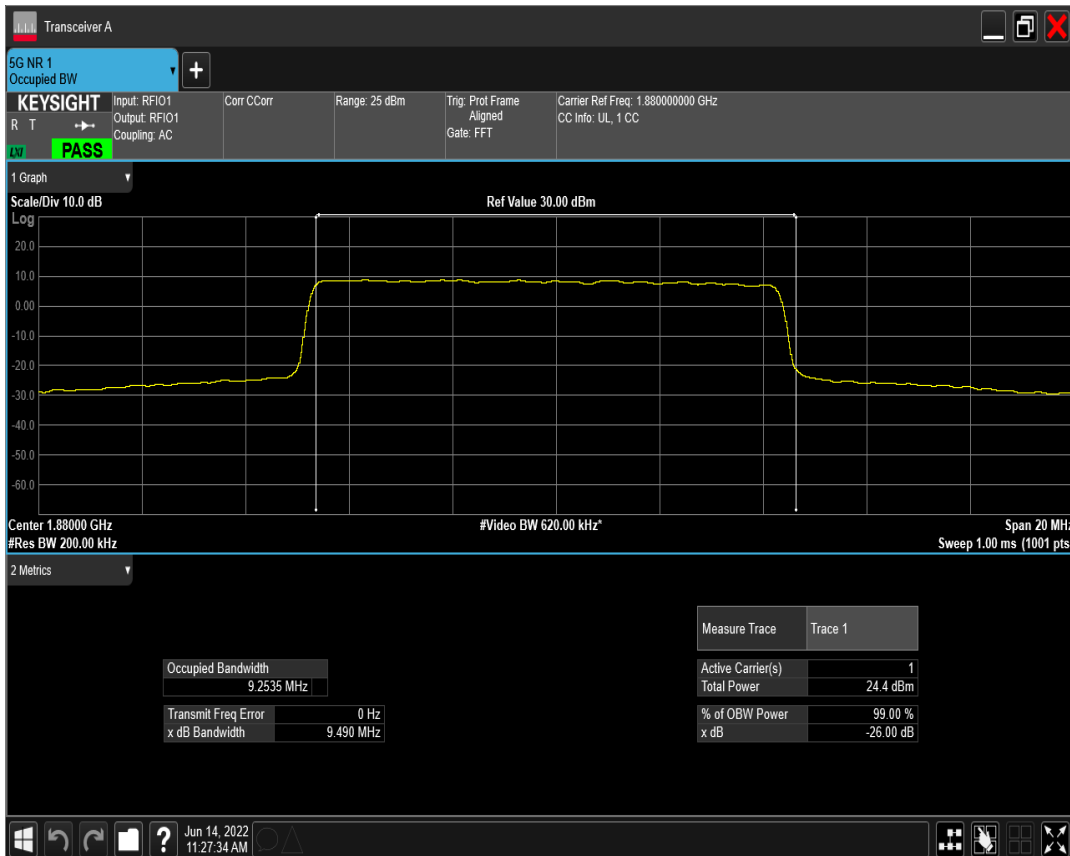 Transceiver A
5G NR 1
Occupied BW
+
KEYSIGHT
R T
LXI
PASS
Input: RFIO1
Output: RFIO1
Coupling: AC
Corr CCorr
Range: 25 dBm
Trig: Prot Frame
Aligned
Gate: FFT
Carrier Ref Freq: 1.880000000 GHz
CC Info: UL, 1 CC
1 Graph
Scale/Div 10.0 dB
Ref Value 30.00 dBm
Log
20.0
10.0
0.00
-10.0
-20.0
-30.0
-40.0
-50.0
-60.0
Center 1.88000 GHz
#Video BW 620.00 kHz*
Span 20 MHz
#Res BW 200.00 kHz
Sweep 1.00 ms (1001 pts
2 Metrics
Measure Trace Trace 1
Occupied Bandwidth
9.2535 MHz
Active Carrier(s) 1
Total Power 24.4 dBm
Transmit Freq Error 0 Hz
x dB Bandwidth 9.490 MHz
% of OBW Power 99.00 %
x dB -26.00 dB
?
Jun 14, 2022
11:27:34 AM